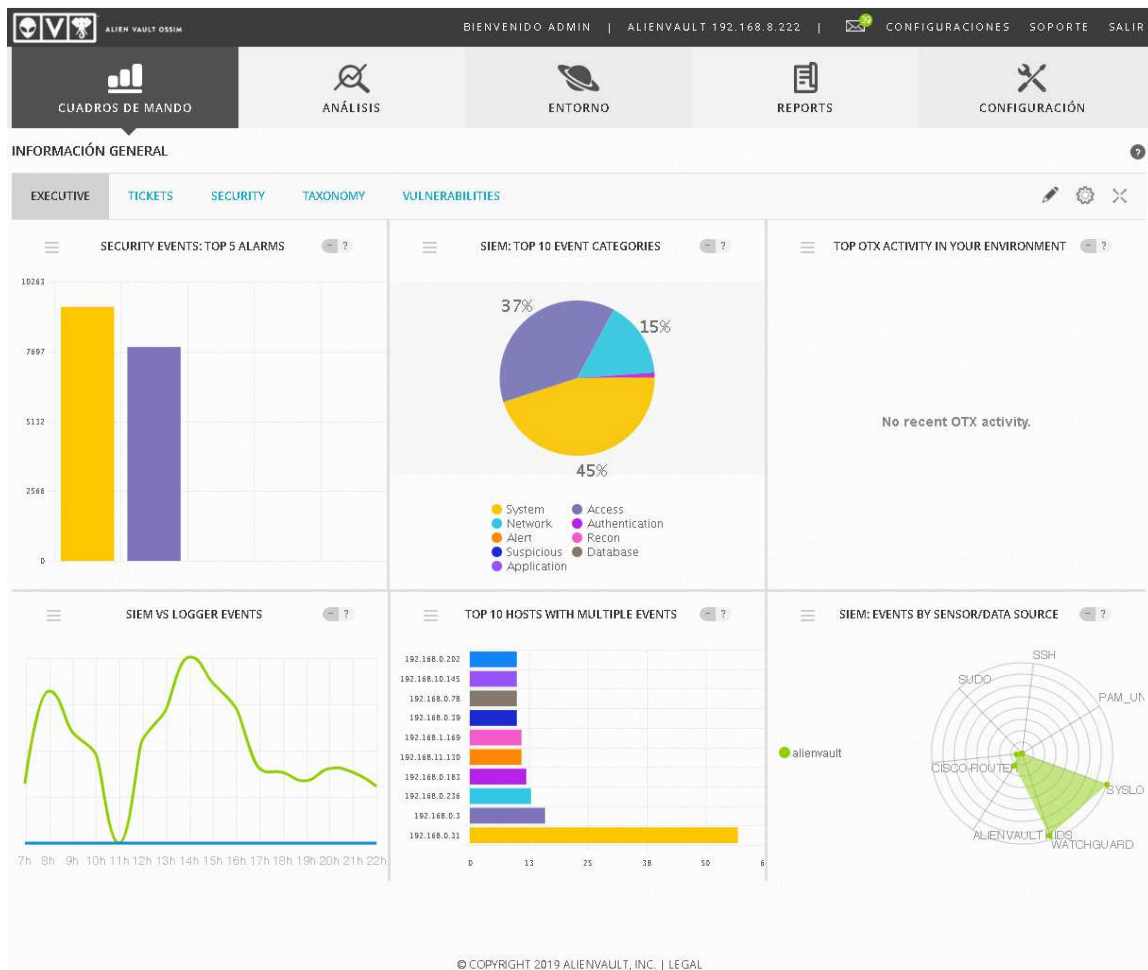 ALIEN VAULT OSSIM
BIENVENIDO ADMIN | ALIENVAULT 192.168.8.222 | 39 CONFIGURACIONES SOPORTE SALIR
CUADROS DE MANDO ANÁLISIS ENTORNO REPORTS CONFIGURACIÓN
INFORMACIÓN GENERAL ?
EXECUTIVE TICKETS SECURITY TAXONOMY VULNERABILITIES
SECURITY EVENTS: TOP 5 ALARMS - ?
10263
7697
5132
2566
0
SIEM: TOP 10 EVENT CATEGORIES - ?
37%
15%
45%
System Access
Network Authentication
Alert Recon
Suspicious Database
Application
TOP OTX ACTIVITY IN YOUR ENVIRONMENT - ?
No recent OTX activity.
SIEM VS LOGGER EVENTS - ?
7h 8h 9h 10h 11h 12h 13h 14h 15h 16h 17h 18h 19h 20h 21h 22h
TOP 10 HOSTS WITH MULTIPLE EVENTS - ?
192.168.0.202
192.168.10.145
192.168.0.78
192.168.0.39
192.168.1.169
192.168.11.130
192.168.0.183
192.168.0.236
192.168.0.3
192.168.0.31
0 13 25 38 50 6
SIEM: EVENTS BY SENSOR/DATA SOURCE - ?
SSH
SUDO
PAM_UN
alienvault
CISCO-ROUTER
SYSLO
ALIENVAULT HIDS
WATCHGUARD
© COPYRIGHT 2019 ALIENVAULT, INC. | LEGAL